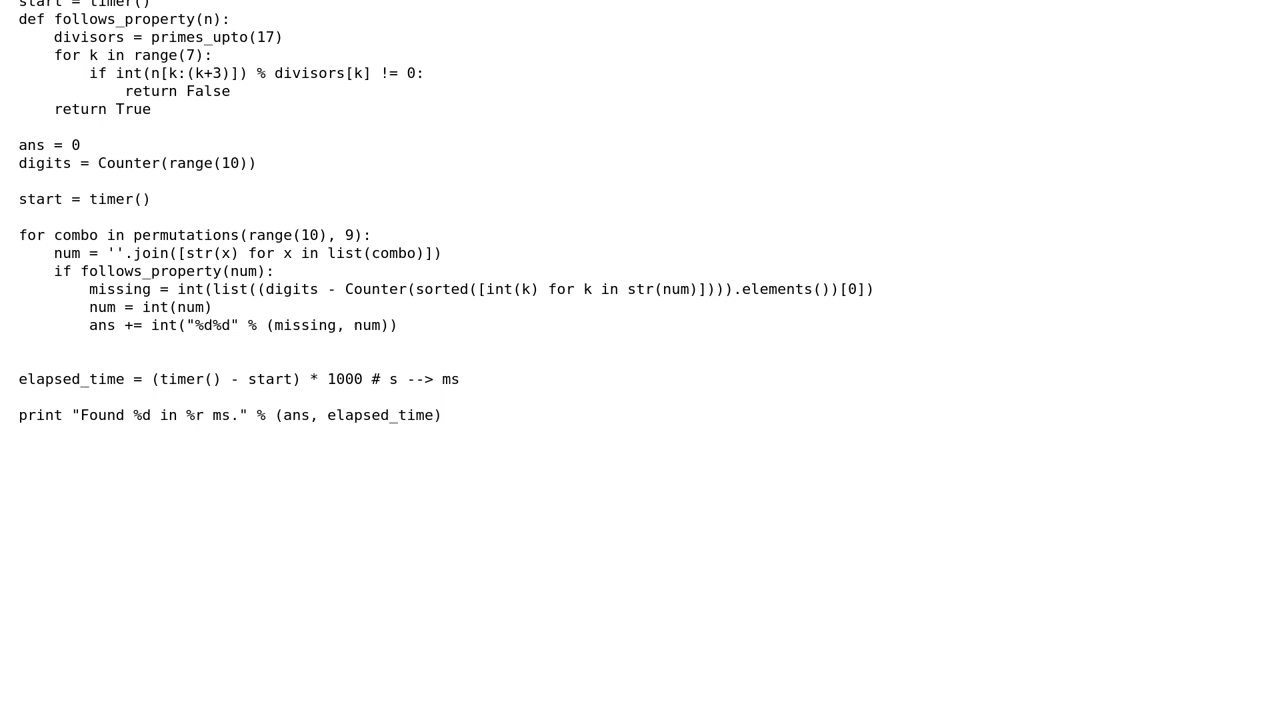 start = timer()
def follows_property(n):
    divisors = primes_upto(17)
    for k in range(7):
        if int(n[k:(k+3)]) % divisors[k] != 0:
            return False
    return True

ans = 0
digits = Counter(range(10))

start = timer()

for combo in permutations(range(10), 9):
    num = ''.join([str(x) for x in list(combo)])
    if follows_property(num):
        missing = int(list((digits - Counter(sorted([int(k) for k in str(num)]))).elements())[0])
        num = int(num)
        ans += int("%d%d" % (missing, num))


elapsed_time = (timer() - start) * 1000 # s --> ms

print "Found %d in %r ms." % (ans, elapsed_time)